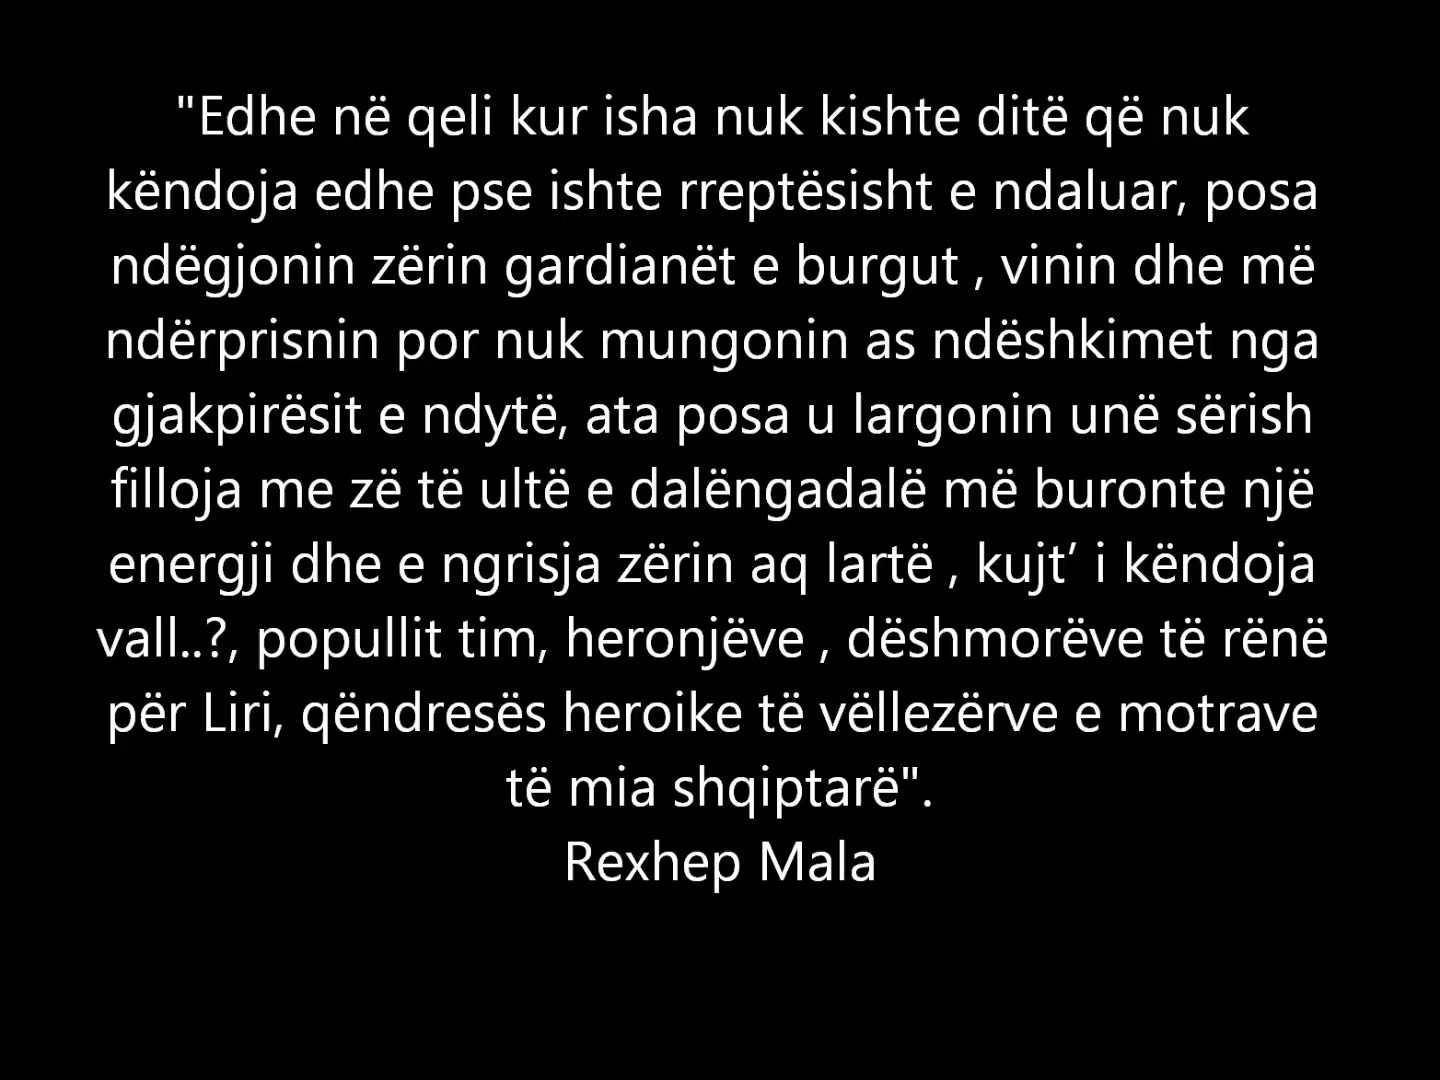 "Edhe në qeli kur isha nuk kishte ditë që nuk
këndoja edhe pse ishte rreptësisht e ndaluar, posa
ndëgjonin zërin gardianët e burgut , vinin dhe më
ndërprisnin por nuk mungonin as ndëshkimet nga
gjakpirësit e ndytë, ata posa u largonin unë sërish
filloja me zë të ultë e dalëngadalë më buronte një
energji dhe e ngrisja zërin aq lartë , kujt’ i këndoja
vall..?, popullit tim, heronjëve , dëshmorëve të rënë
për Liri, qëndresës heroike të vëllezërve e motrave
të mia shqiptarë".
Rexhep Mala